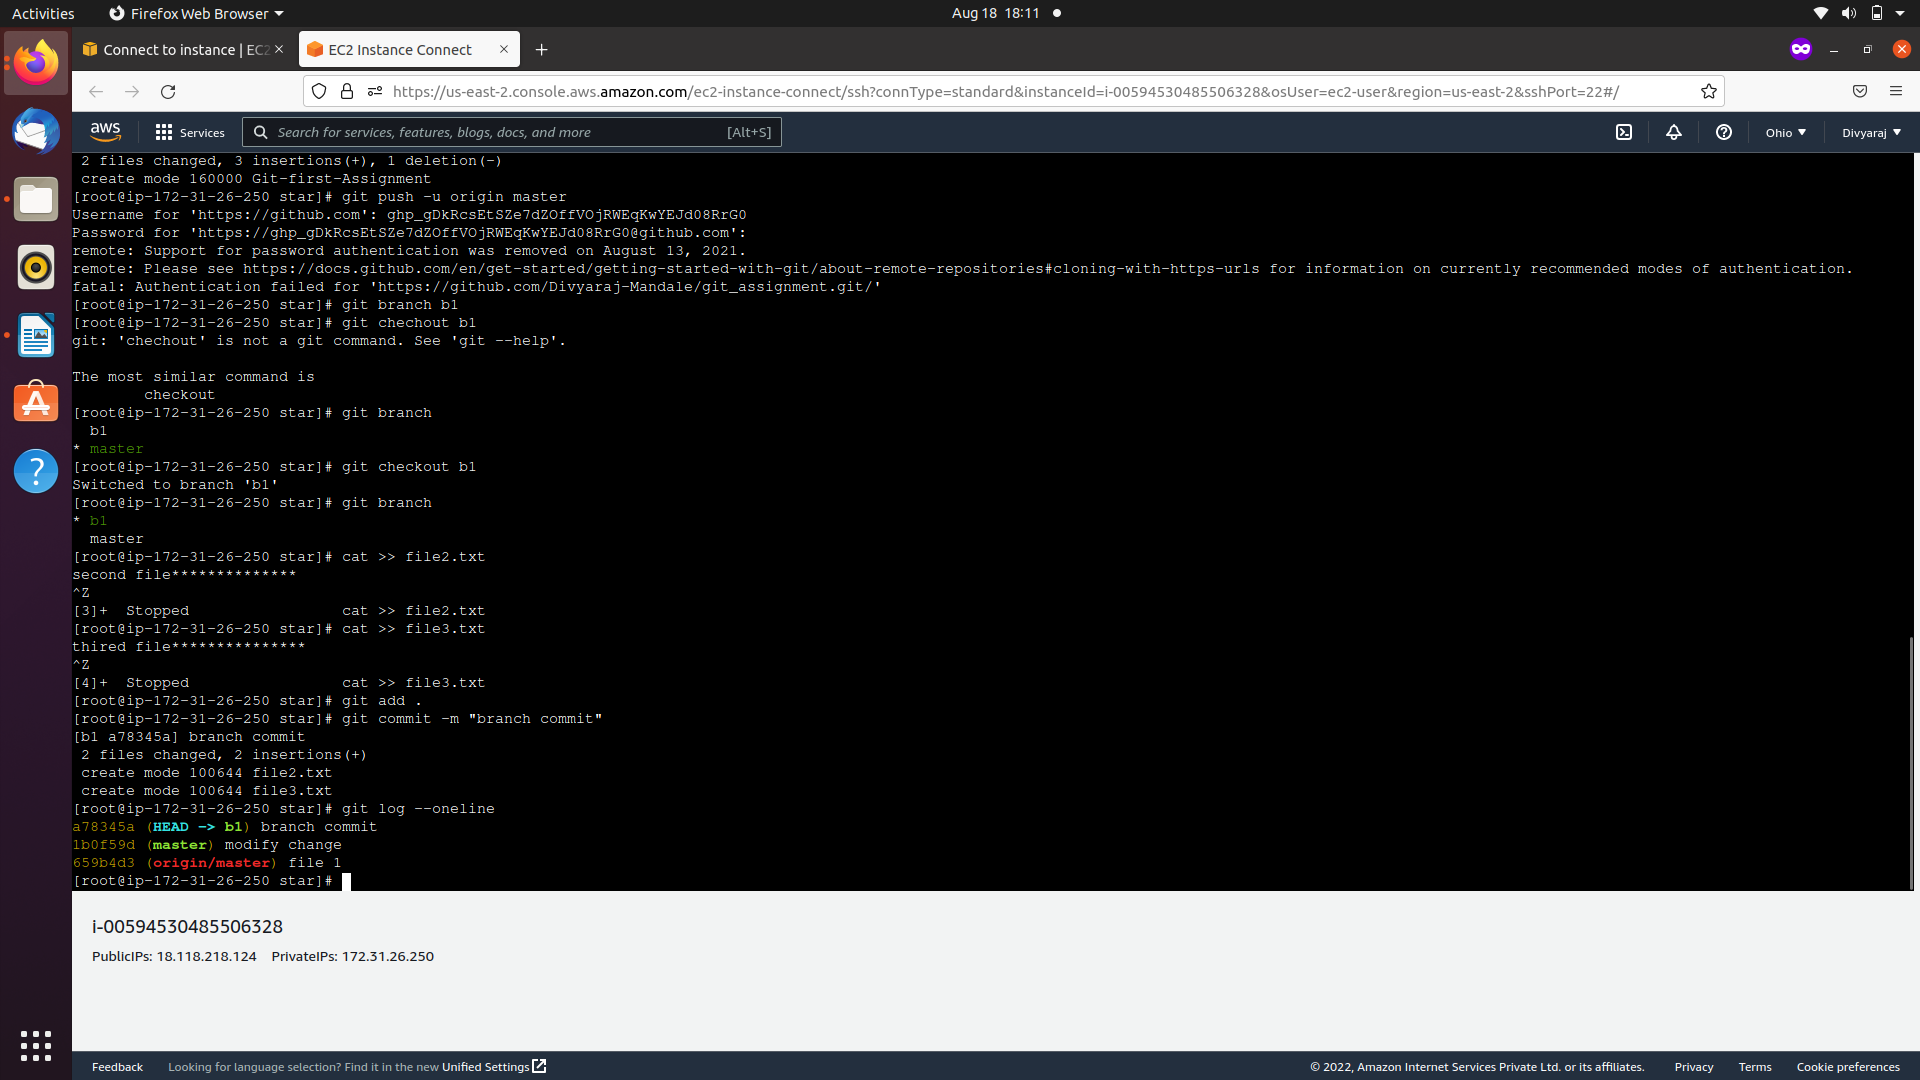 Activities
Firefox Web Browser
Aug 18 18:11
Connect to instance | EC2
EC2 Instance Connect
https://us-east-2.console.aws.amazon.com/ec2-instance-connect/ssh?connType=standard&instanceId=i-00594530485506328&osUser=ec2-user&region=us-east-2&sshPort=22#/
aws
Services
Search for services, features, blogs, docs, and more
[Alt+S]
Ohio
Divyaraj
2 files changed, 3 insertions(+), 1 deletion(-)
create mode 160000 Git-first-Assignment
[root@ip-172-31-26-250 star]# git push -u origin master
Username for 'https://github.com': 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
Password for 'https://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@github.com':
remote: Support for password authentication was removed on August 13, 2021.
remote: Please see https://docs.github.com/en/get-started/getting-started-with-git/about-remote-repositories#cloning-with-https-urls for information on currently recommended modes of authentication.
fatal: Authentication failed for 'https://github.com/Divyaraj-Mandale/git_assignment.git/'
[root@ip-172-31-26-250 star]# git branch b1
[root@ip-172-31-26-250 star]# git chechout b1
git: 'chechout' is not a git command. See 'git --help'.
The most similar command is
checkout
[root@ip-172-31-26-250 star]# git branch
b1
* master
[root@ip-172-31-26-250 star]# git checkout b1
Switched to branch 'b1'
[root@ip-172-31-26-250 star]# git branch
* b1
master
[root@ip-172-31-26-250 star]# cat >> file2.txt
second file**************
^Z
[3]+  Stopped                 cat >> file2.txt
[root@ip-172-31-26-250 star]# cat >> file3.txt
thired file***************
^Z
[4]+  Stopped                 cat >> file3.txt
[root@ip-172-31-26-250 star]# git add .
[root@ip-172-31-26-250 star]# git commit -m "branch commit"
[b1 a78345a] branch commit
2 files changed, 2 insertions(+)
create mode 100644 file2.txt
create mode 100644 file3.txt
[root@ip-172-31-26-250 star]# git log --oneline
a78345a (HEAD -> b1) branch commit
1b0f59d (master) modify change
659b4d3 (origin/master) file 1
[root@ip-172-31-26-250 star]#
i-00594530485506328
PublicIPs: 18.118.218.124 PrivateIPs: 172.31.26.250
Feedback
Looking for language selection? Find it in the new Unified Settings
© 2022, Amazon Internet Services Private Ltd. or its affiliates.
Privacy
Terms
Cookie preferences